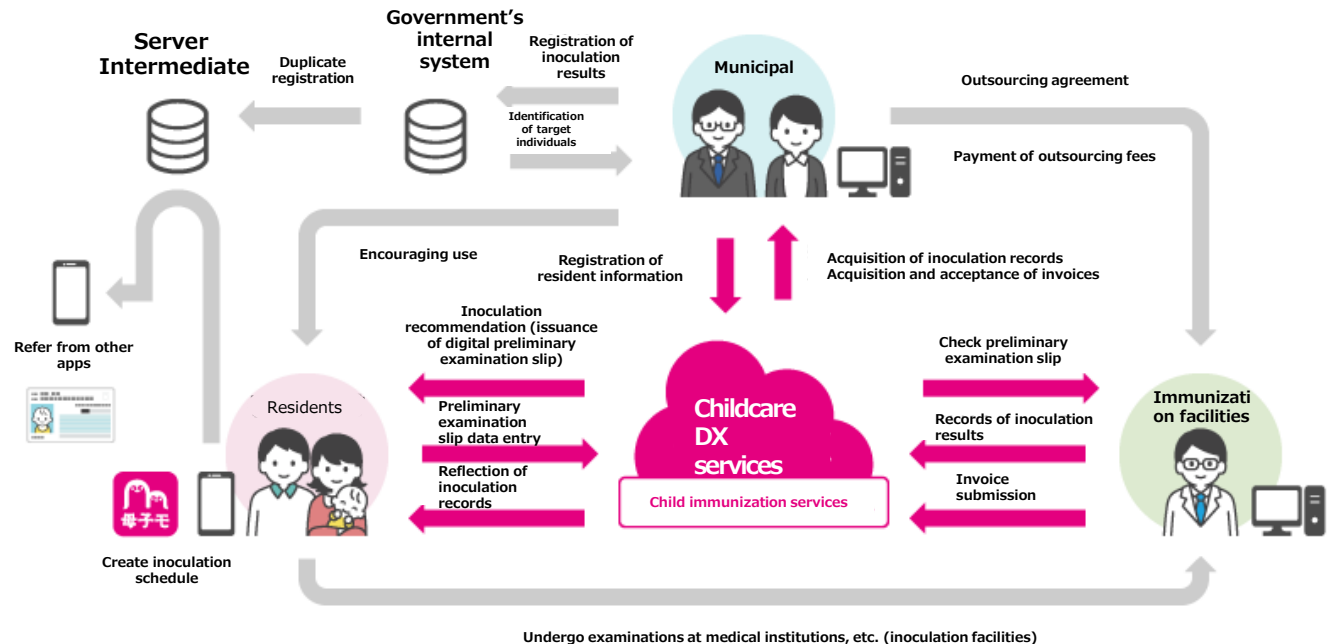 Server
Intermediate
Duplicate
registration
Government's
internal
system
Registration of
inoculation
results
Identification
of target
individuals
Municipal
Outsourcing agreement
Payment of outsourcing fees
Encouraging use
Registration of
resident information
Acquisition of inoculation records
Acquisition and acceptance of invoices
Refer from other
apps
Inoculation
recommendation (issuance
of digital preliminary
examination slip)
Residents
Preliminary
examination
slip data entry
Reflection of
inoculation
records
Childcare
DX
services
Child immunization services
Check preliminary
examination slip
Records of inoculation
results
Invoice
submission
Immunizati
on facilities
母子モ
Create inoculation
schedule
Undergo examinations at medical institutions, etc. (inoculation facilities)